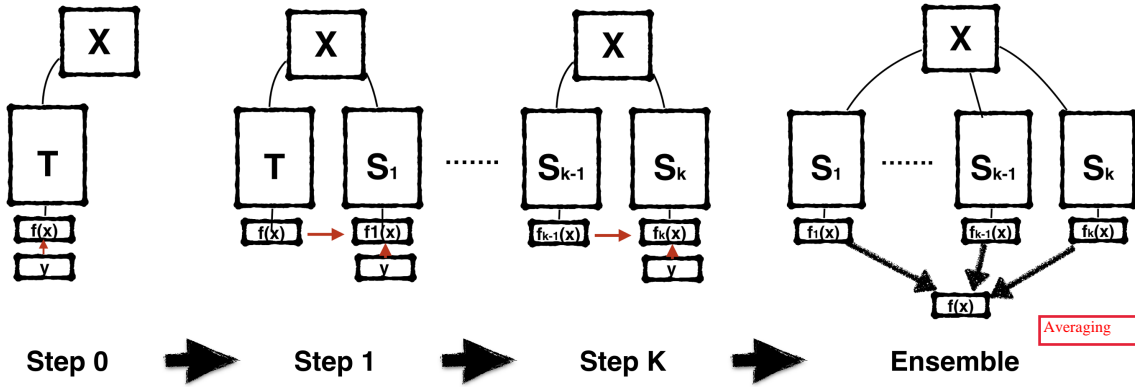 X
T
f(x)
y
Step 0
X
T
S1
f(x)
f1(x)
y
Step 1
.......
X
Sk-1
Sk
fk-1(x)
fk(x)
y
Step K
X
S1
.......
Sk-1
Sk
f1(x)
fk-1(x)
fk(x)
f(x)
Averaging
Ensemble